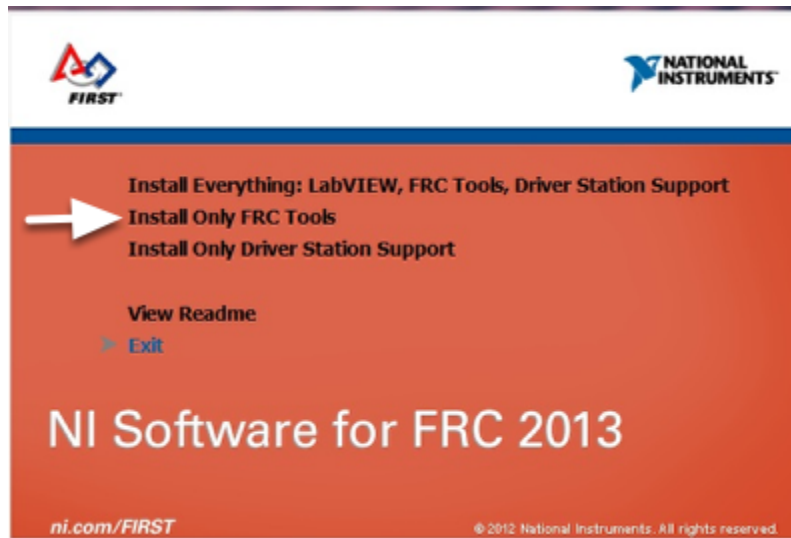 FIRST
NATIONAL
INSTRUMENTS
Install Everything: LabVIEW, FRC Tools, Driver Station Support
Install Only FRC Tools
Install Only Driver Station Support
View Readme
Exit
NI Software for FRC 2013
ni.com/FIRST
© 2012 National Instruments. All rights reserved.